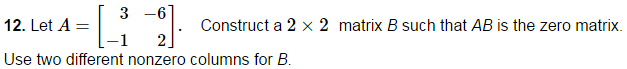 12. Let A = [3 −6; −1 2]. Construct a 2 × 2 matrix B such that AB is the zero matrix.
Use two different nonzero columns for B.